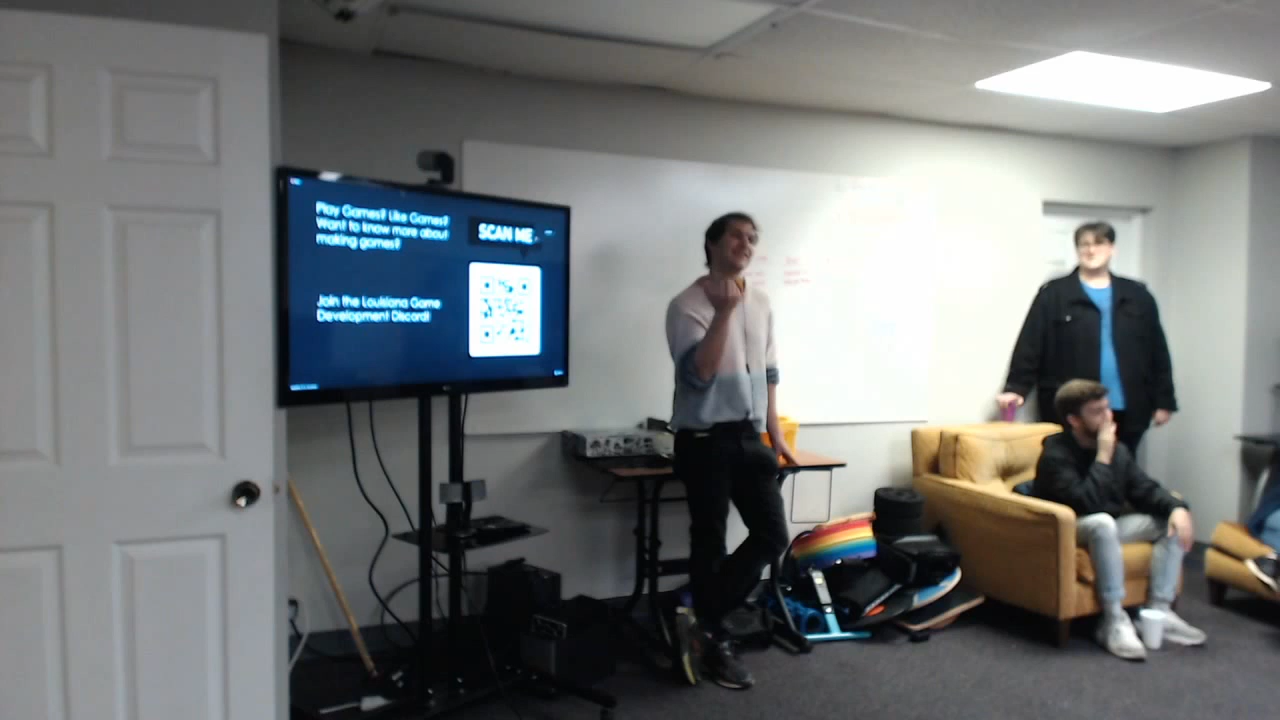 Play Games? Like Games?
Want to know more about
making games?
SCAN ME
Join the Louisiana Game
Development Discord!